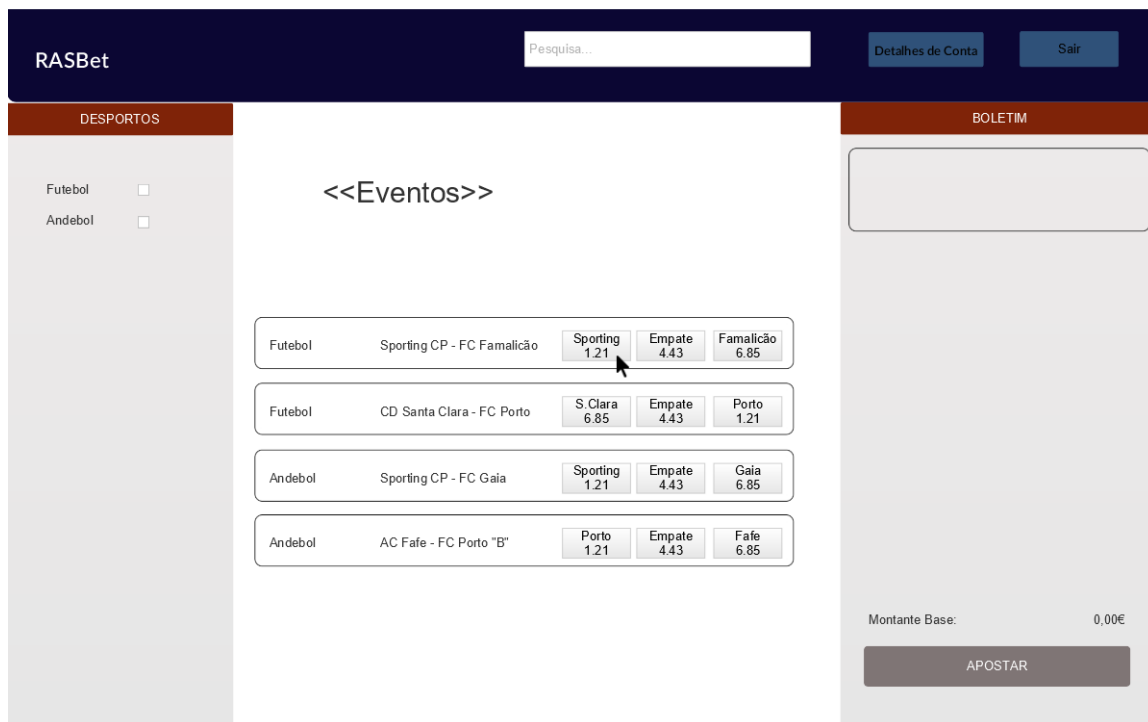 RASBet
Pesquisa...
Detalhes de Conta
Sair
DESPORTOS
Futebol
Andebol
<<Eventos>>
Futebol
Sporting CP - FC Famalicão
Sporting
1.21
Empate
4.43
Famalicão
6.85
Futebol
CD Santa Clara - FC Porto
S.Clara
6.85
Empate
4.43
Porto
1.21
Andebol
Sporting CP - FC Gaia
Sporting
1.21
Empate
4.43
Gaia
6.85
Andebol
AC Fafe - FC Porto "B"
Porto
1.21
Empate
4.43
Fafe
6.85
BOLETIM
Montante Base:
0,00€
APOSTAR